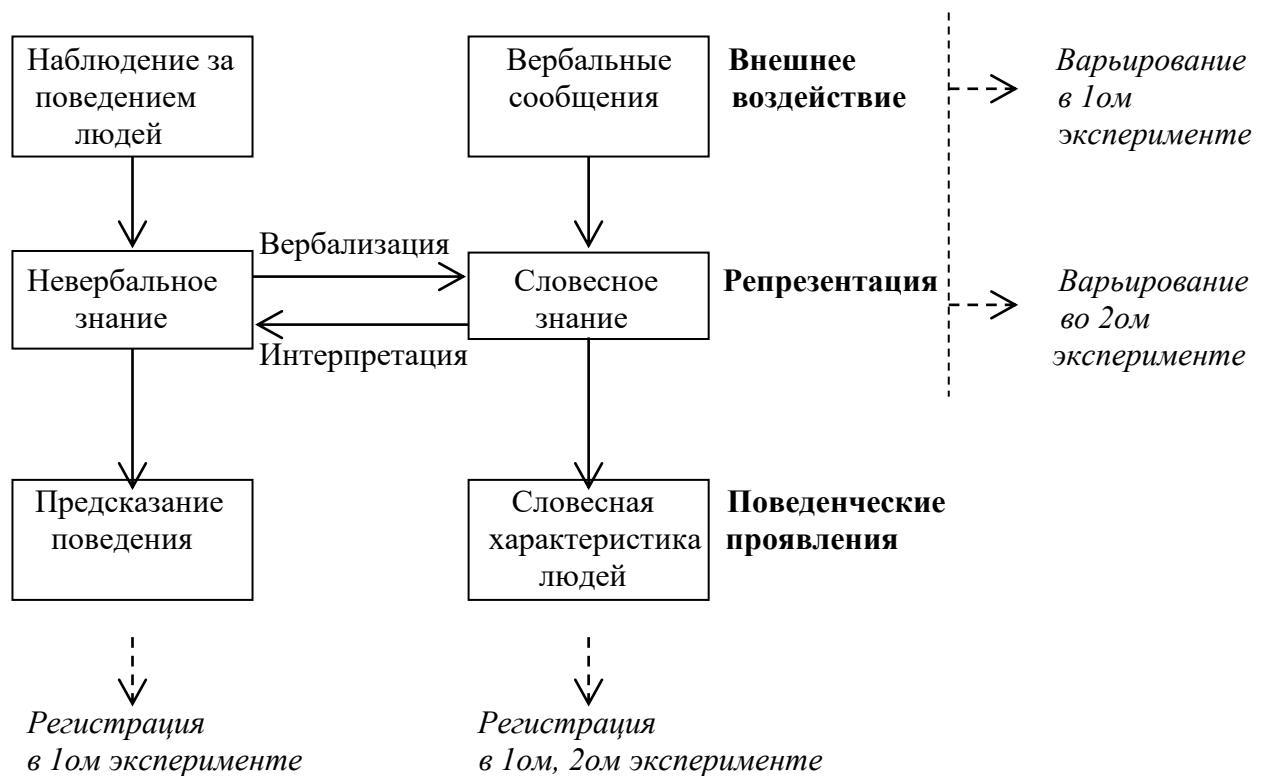 Наблюдение за
поведением
людей
Вербальные
сообщения
Внешнее
воздействие
Варьирование
в 1ом
эксперименте
Вербализация
Невербальное
знание
Словесное
знание
Репрезентация
Варьирование
во 2ом
эксперименте
Интерпретация
Предсказание
поведения
Словесная
характеристика
людей
Поведенческие
проявления
Регистрация
в 1ом эксперименте
Регистрация
в 1ом, 2ом эксперименте